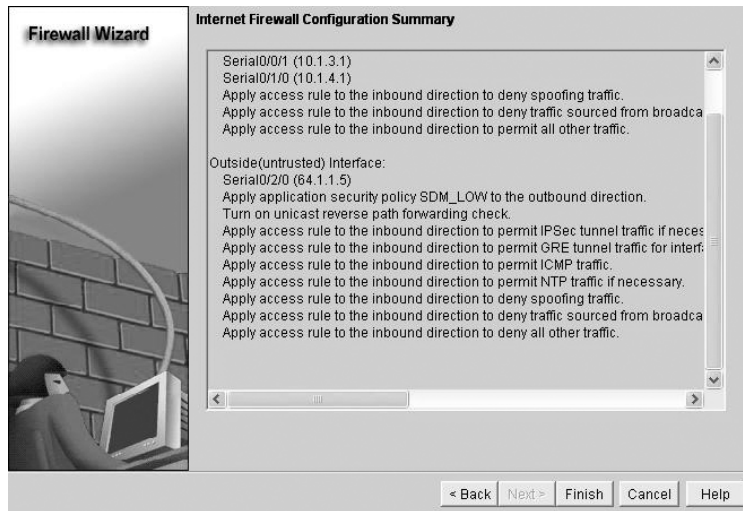 Firewall Wizard
Internet Firewall Configuration Summary
Serial0/0/1 (10.1.3.1)
Serial0/1/0 (10.1.4.1)
Apply access rule to the inbound direction to deny spoofing traffic.
Apply access rule to the inbound direction to deny traffic sourced from broadca
Apply access rule to the inbound direction to permit all other traffic.
Outside(untrusted) Interface:
Serial0/2/0 (64.1.1.5)
Apply application security policy SDM_LOW to the outbound direction.
Turn on unicast reverse path forwarding check.
Apply access rule to the inbound direction to permit IPSec tunnel traffic if neces
Apply access rule to the inbound direction to permit GRE tunnel traffic for interf
Apply access rule to the inbound direction to permit ICMP traffic.
Apply access rule to the inbound direction to permit NTP traffic if necessary.
Apply access rule to the inbound direction to deny spoofing traffic.
Apply access rule to the inbound direction to deny traffic sourced from broadca
Apply access rule to the inbound direction to deny all other traffic.
< Back Next > Finish Cancel Help